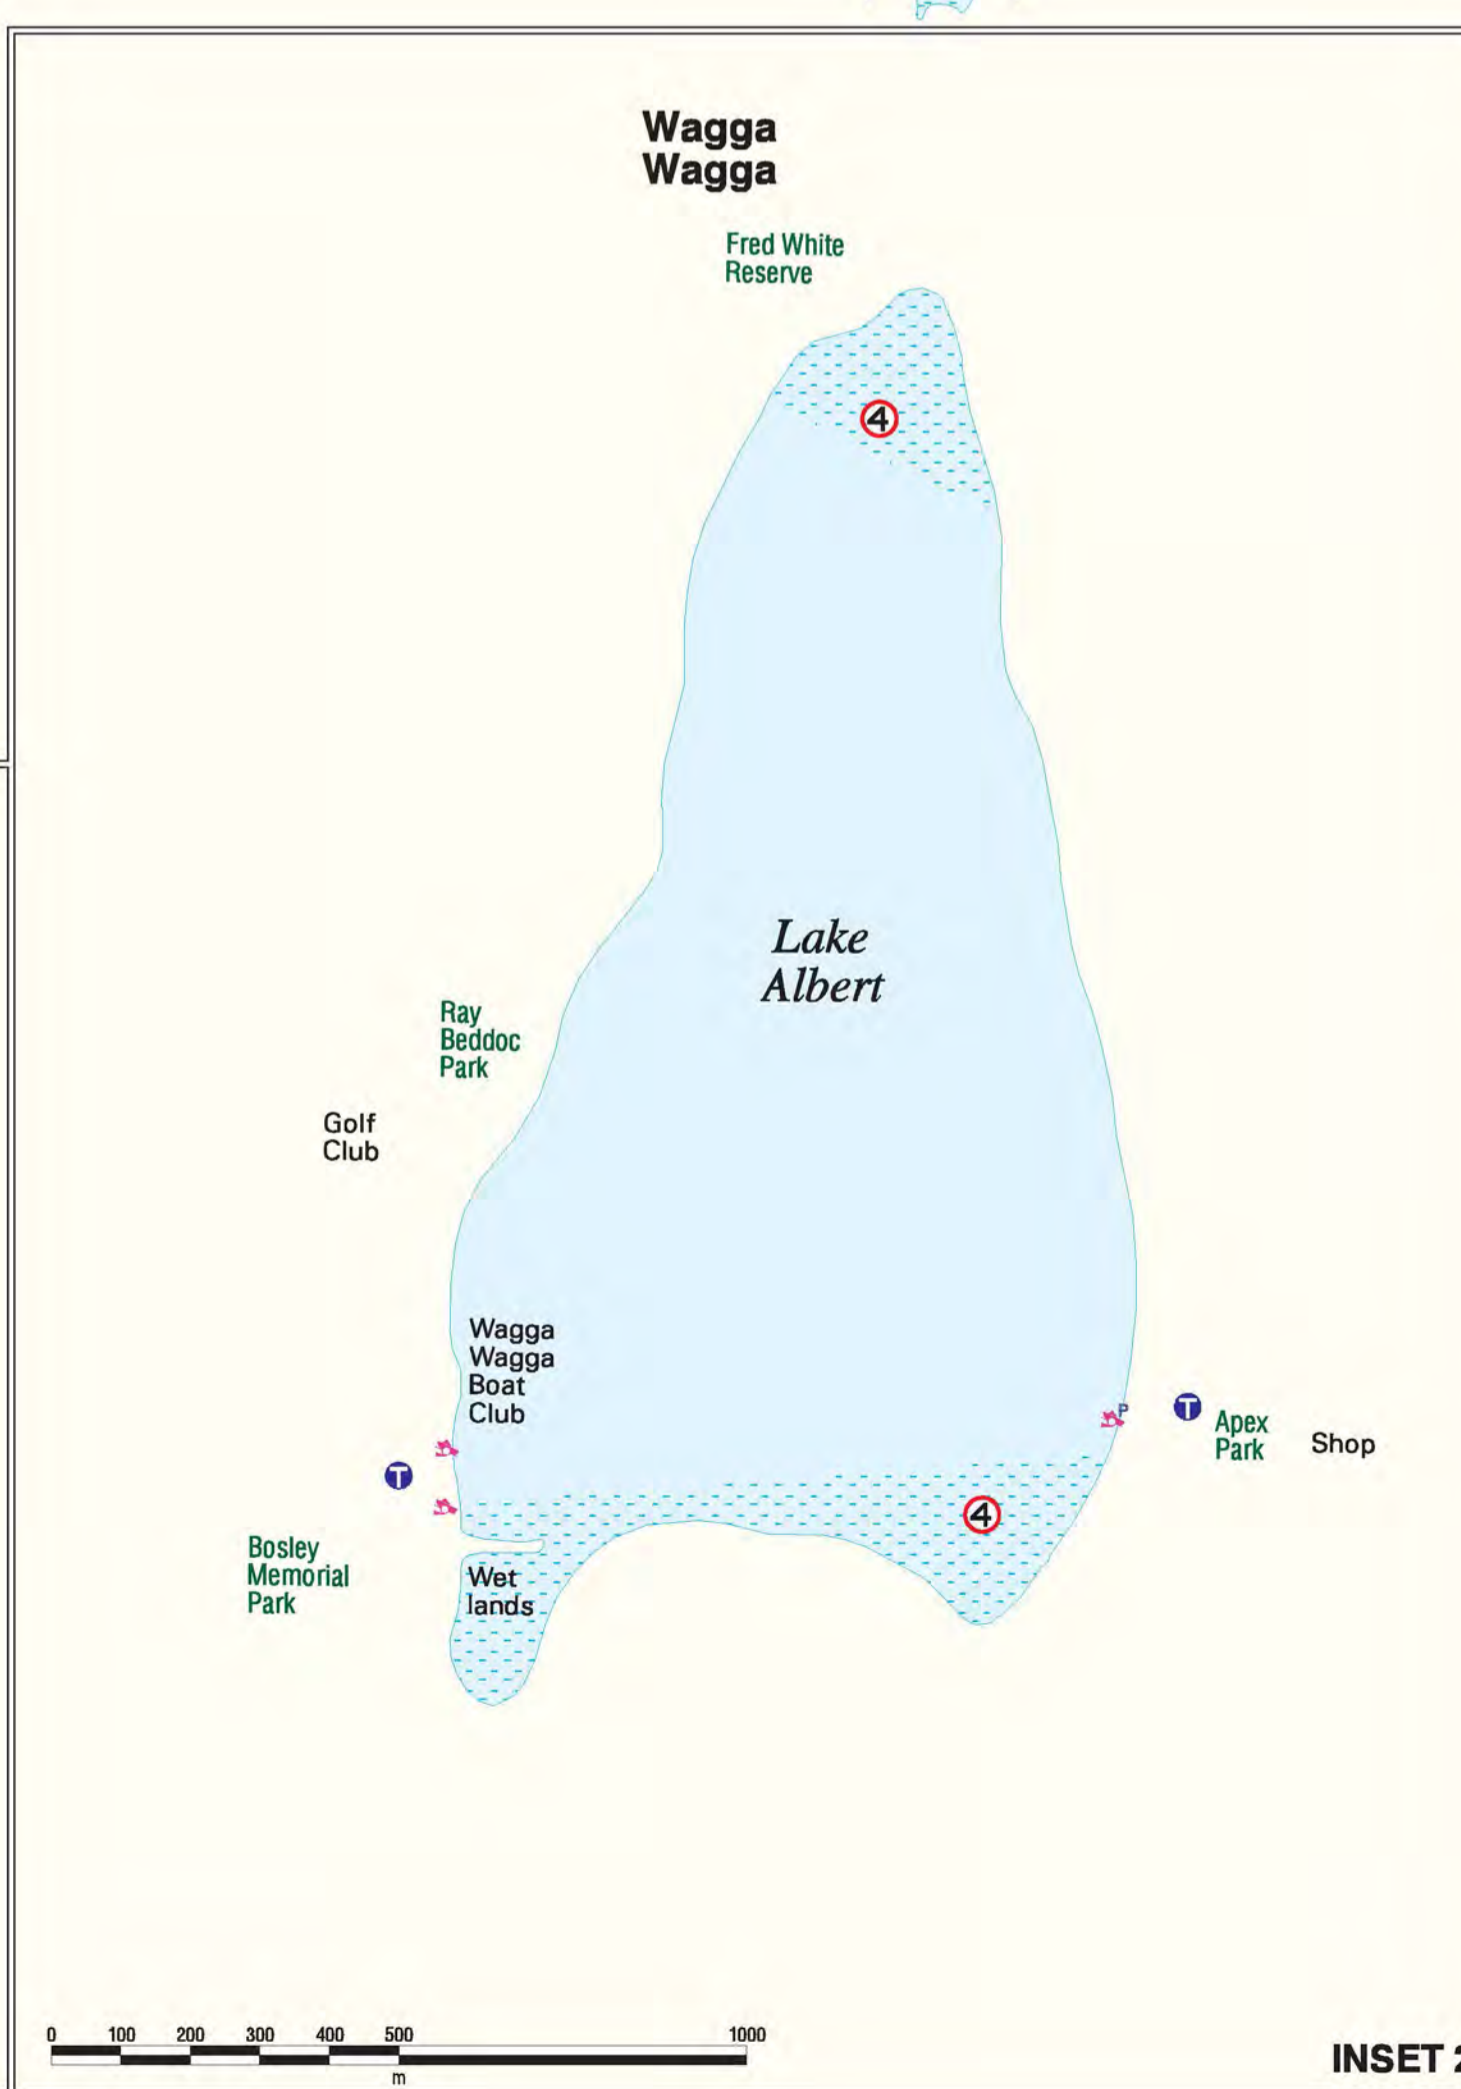 Wagga
Wagga
Fred White
Reserve
4
Lake
Albert
Ray
Beddoc
Park
Golf
Club
Wagga
Wagga
Boat
Club
P
T
Apex
Park
Shop
T
4
Bosley
Memorial
Park
Wet
lands
0 100 200 300 400 500 1000
m
INSET 2